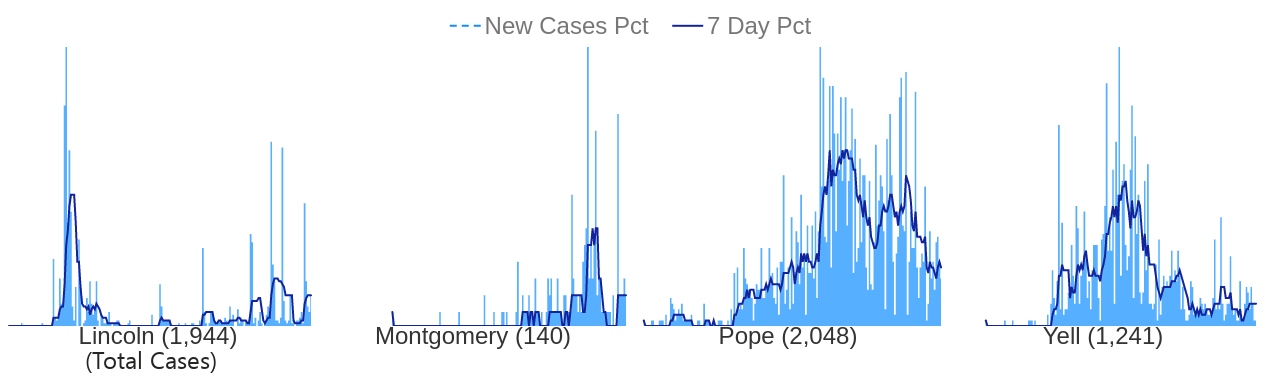 New Cases Pct 7 Day Pct
Lincoln (1,944) Montgomery (140) Pope (2,048) Yell (1,241)
(Total Cases)